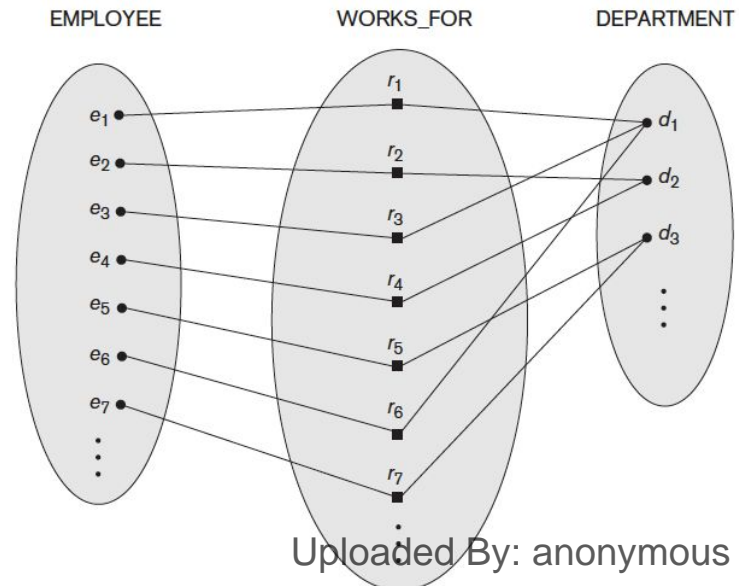 EMPLOYEE WORKS_FOR DEPARTMENT
r1
e1 d1
r2
e2 d2
r3
e3 d3
e4 r4
e5 r5
e6 r6
e7 r7
Uploaded By: anonymous